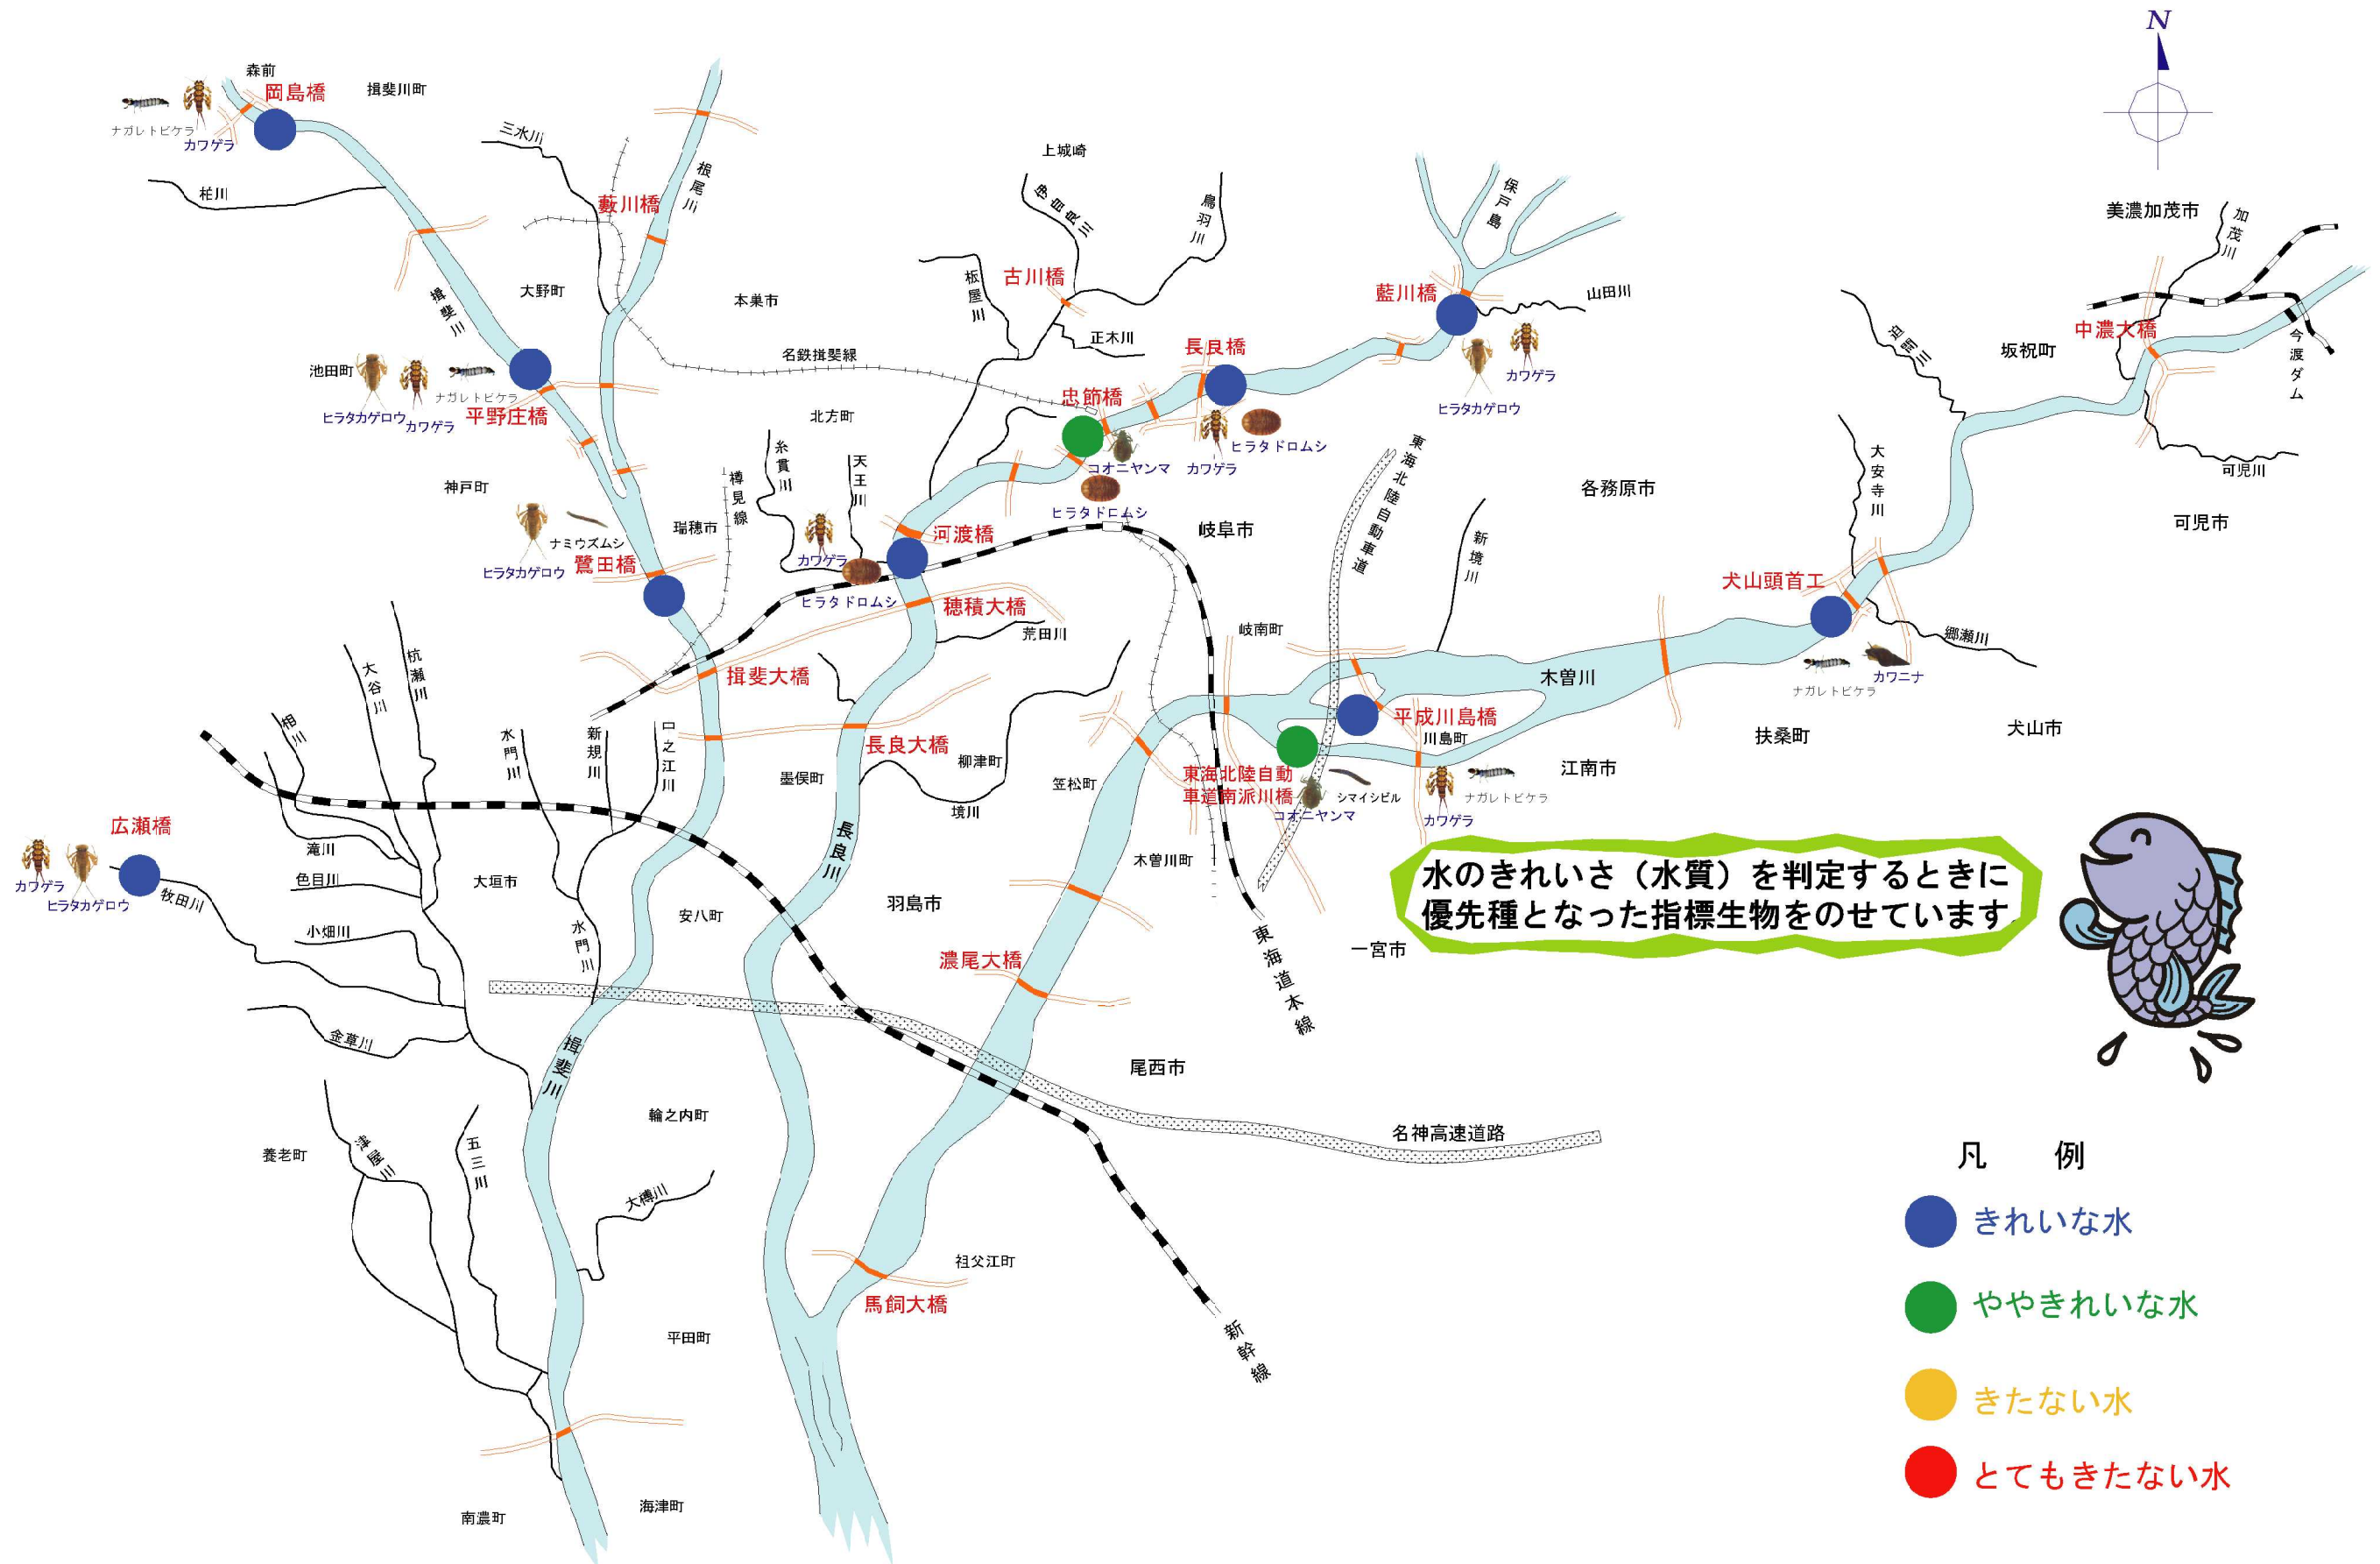 N
森前
岡島橋
揖斐川町
ナガレトビケラ
カワゲラ
三水川
根尾川
桂川
藪川橋
上城崎
伊自良川
鳥羽川
保戸島
美濃加茂市
加茂川
揖斐川
大野町
本巣市
板屋川
古川橋
藍川橋
山田川
正木川
中濃大橋
迫間川
坂祝町
今渡ダム
名鉄揖斐線
長良橋
池田町
ヒラタカゲロウ
カワゲラ
ナガレトビケラ
平野庄橋
北方町
忠節橋
カワゲラ
ヒラタカゲロウ
ヒラタドロムシ
コオニヤンマ
カワゲラ
東海北陸自動車道
大安寺川
可児川
神戸町
樽見線
糸貫川
天王川
各務原市
ヒラタドロムシ
岐阜市
新境川
可児市
瑞穂市
ナミウズムシ
ヒラタカゲロウ
鷺田橋
カワゲラ
河渡橋
ヒラタドロムシ
犬山頭首工
穂積大橋
荒田川
岐南町
郷瀬川
大谷川
杭瀬川
揖斐大橋
木曽川
ナガレトビケラ
カワニナ
相川
水門川
新規川
中之江川
長良大橋
平成川島橋
川島町
扶桑町
犬山市
墨俣町
柳津町
笠松町
東海北陸自動
車道南派川橋
江南市
シマイシビル
コオニヤンマ
ナガレトビケラ
カワゲラ
境川
広瀬橋
滝川
長良川
木曽川町
カワゲラ
ヒラタカゲロウ
牧田川
色目川
大垣市
水のきれいさ（水質）を判定するときに
優先種となった指標生物をのせています
小畑川
水門川
安八町
羽島市
東海道本線
一宮市
濃尾大橋
金草川
揖斐川
尾西市
輪之内町
名神高速道路
養老町
津屋川
五三川
大樽川
凡 例
きれいな水
祖父江町
馬飼大橋
ややきれいな水
平田町
新幹線
きたない水
とてもきたない水
南濃町
海津町